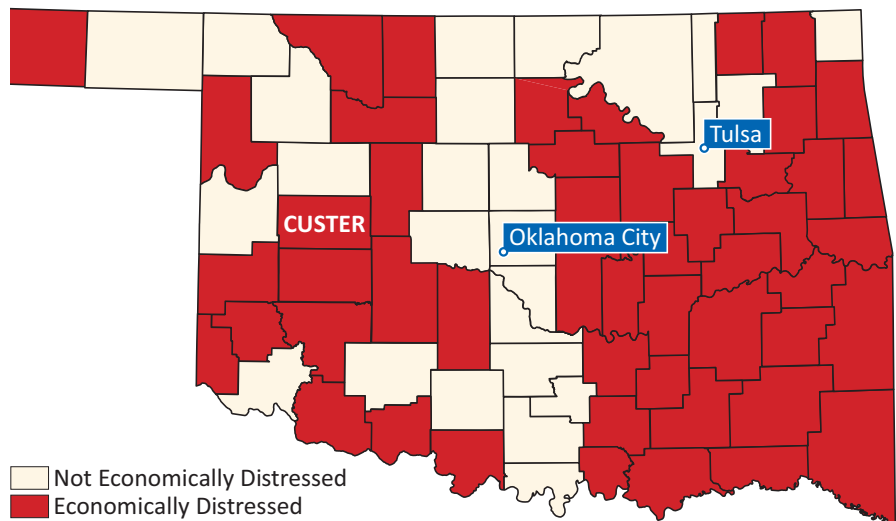 Tulsa
CUSTER
Oklahoma City
Not Economically Distressed
Economically Distressed